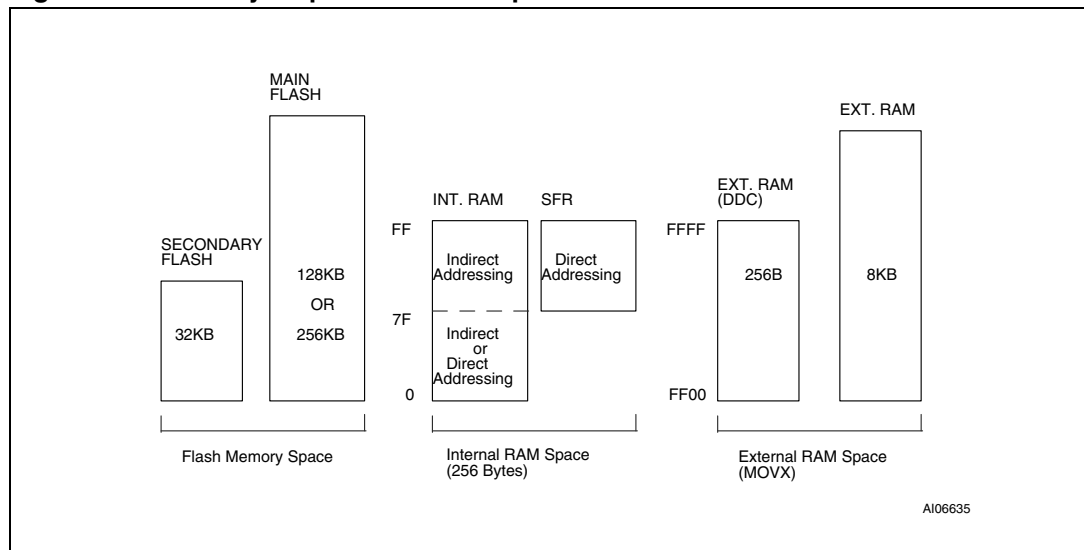 MAIN
FLASH
EXT. RAM
INT. RAM
SFR
EXT. RAM
(DDC)
FF
FFFF
SECONDARY
FLASH
Indirect
Addressing
Direct
Addressing
128KB
OR
256KB
256B
8KB
7F
32KB
Indirect
or
Direct
Addressing
0
FF00
Flash Memory Space
Internal RAM Space
(256 Bytes)
External RAM Space
(MOVX)
AI06635